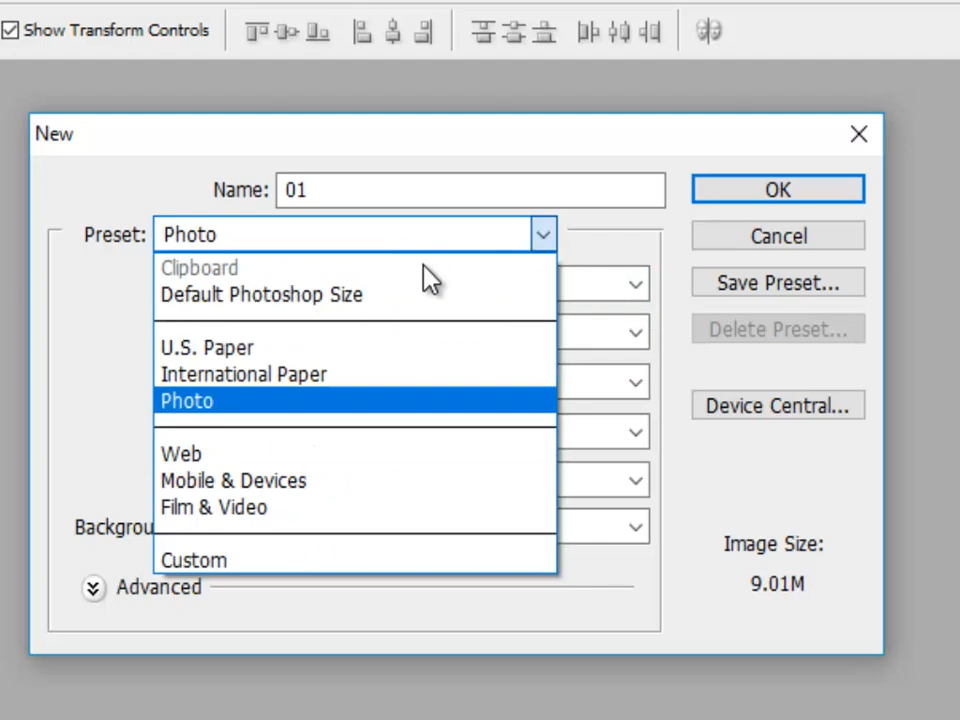 Show Transform Controls
New
Name: 01
OK
Preset: Photo
Cancel
Clipboard
Default Photoshop Size
Save Preset...
Delete Preset...
U.S. Paper
International Paper
Photo
Device Central...
Web
Mobile & Devices
Film & Video
Backgrou
Custom
Image Size:
9.01M
Advanced